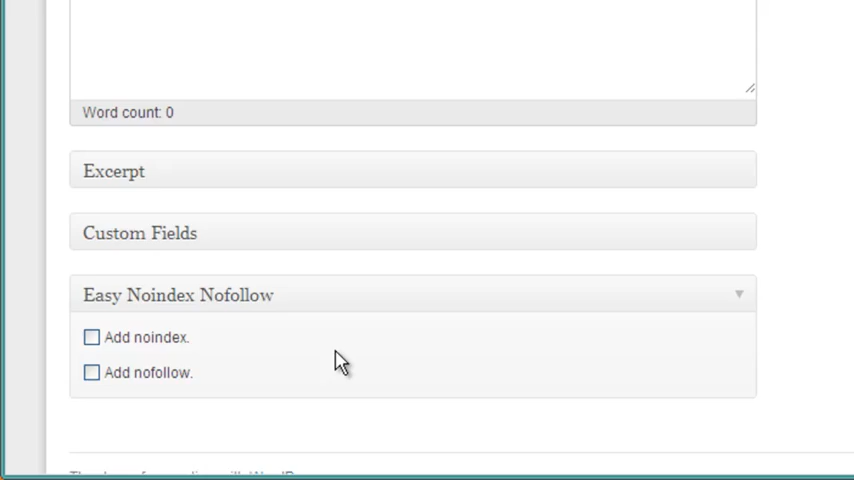 Word count: 0
Excerpt
Custom Fields
Easy Noindex Nofollow
Add noindex.
Add nofollow.